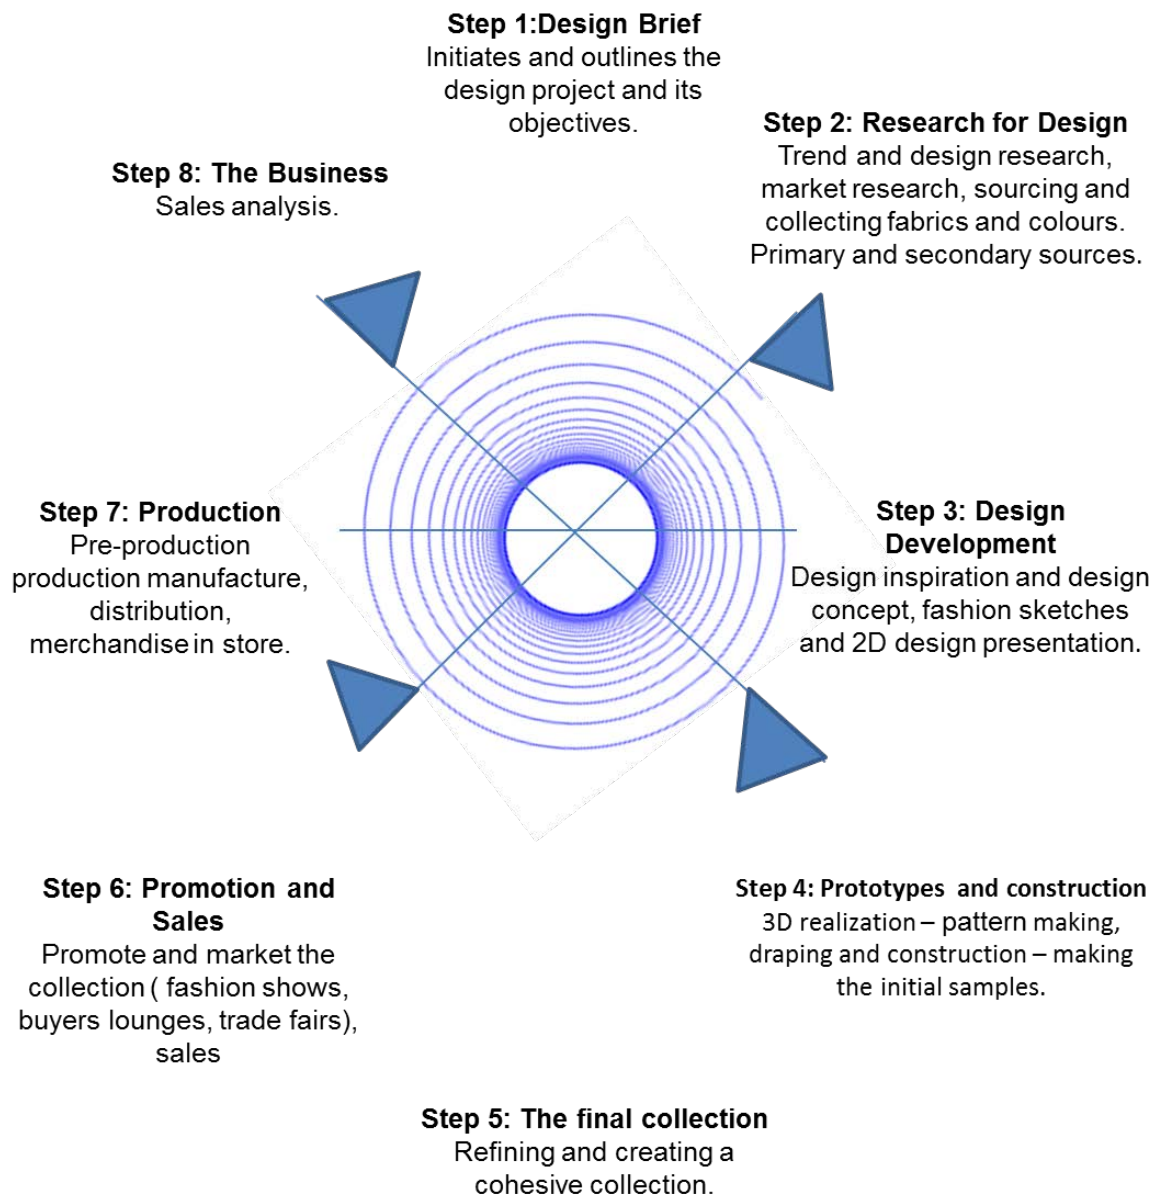 Step 1:Design Brief
Initiates and outlines the
design project and its
objectives.
Step 2: Research for Design
Trend and design research,
market research, sourcing and
collecting fabrics and colours.
Primary and secondary sources.
Step 3: Design
Development
Design inspiration and design
concept, fashion sketches
and 2D design presentation.
Step 4: Prototypes and construction
3D realization – pattern making,
draping and construction – making
the initial samples.
Step 5: The final collection
Refining and creating a
cohesive collection.
Step 6: Promotion and
Sales
Promote and market the
collection ( fashion shows,
buyers lounges, trade fairs),
sales
Step 7: Production
Pre-production
production manufacture,
distribution,
merchandise in store.
Step 8: The Business
Sales analysis.